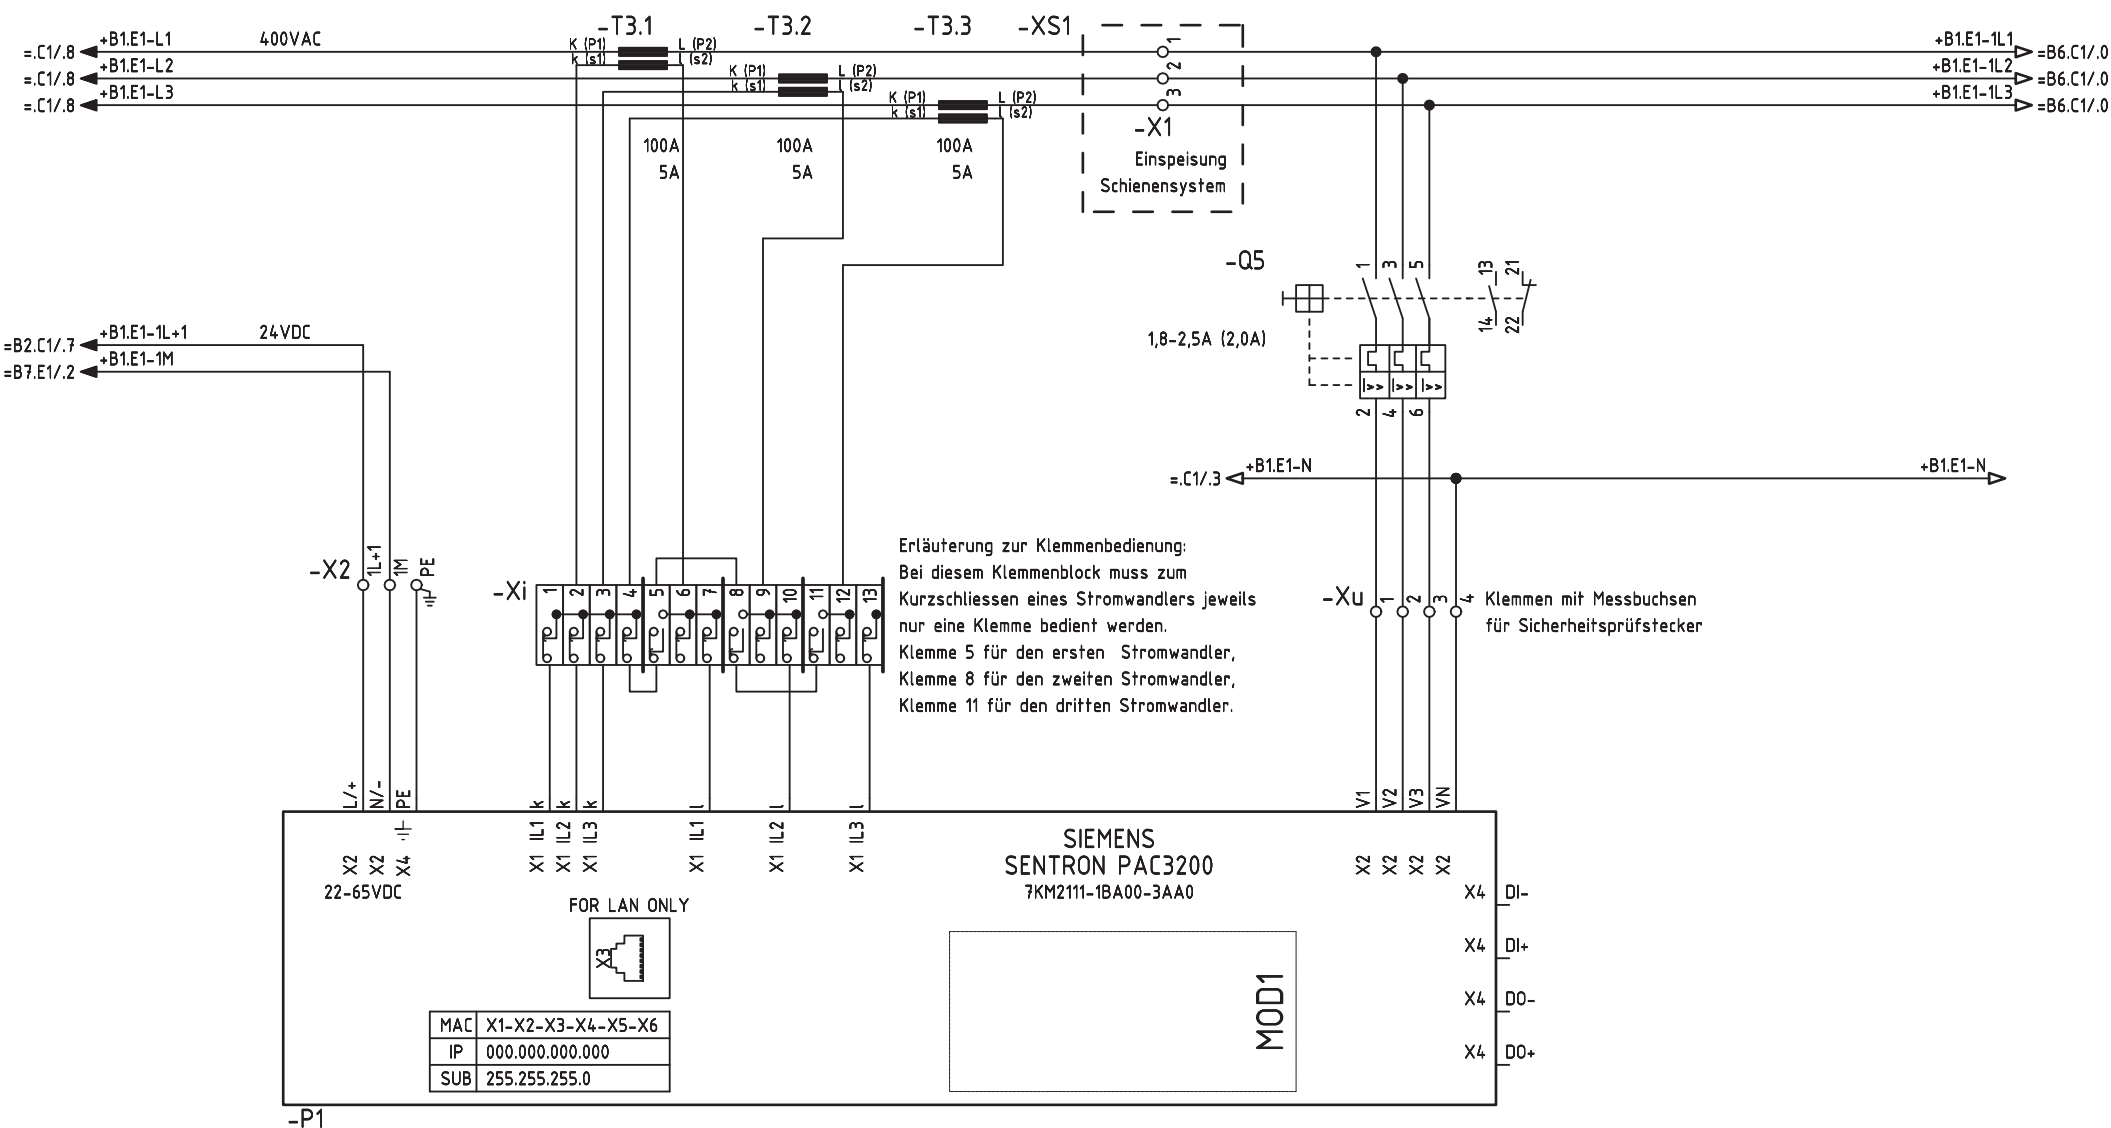 -T3.1 -T3.2 -T3.3 -XS1
=.C1/.8 +B1.E1-L1 400VAC K (P1) L (P2) 1 +B1.E1-1L1 =B6.C1/.0
k (s1) l (s2)
=.C1/.8 +B1.E1-L2 K (P1) L (P2) 2 +B1.E1-1L2 =B6.C1/.0
k (s1) l (s2)
=.C1/.8 +B1.E1-L3 K (P1) L (P2) 3 +B1.E1-1L3 =B6.C1/.0
k (s1) l (s2)
-X1
100A 100A 100A
5A 5A 5A
Einspeisung
Schienensystem
-Q5
1 3 5 13 21
14 22
1,8-2,5A (2,0A)
I>> I>> I>>
2 4 6
=B2.C1/.7 +B1.E1-1L+1 24VDC
=B7.E1/.2 +B1.E1-1M
=.C1/.3 +B1.E1-N +B1.E1-N
-X2 1L+1 1M PE
-Xi 1 2 3 4 5 6 7 8 9 10 11 12 13
Erläuterung zur Klemmenbedienung:
Bei diesem Klemmenblock muss zum
Kurzschliessen eines Stromwandlers jeweils
nur eine Klemme bedient werden.
Klemme 5 für den ersten Stromwandler,
Klemme 8 für den zweiten Stromwandler,
Klemme 11 für den dritten Stromwandler.
-Xu 1 2 3 4
Klemmen mit Messbuchsen
für Sicherheitsprüfstecker
L/+ N/- PE k k k l l l V1 V2 V3 VN
X2 X2 X4 X1 IL1 X1 IL2 X1 IL3 X1 IL1 X1 IL2 X1 IL3 X2 X2 X2 X2
22-65VDC
SIEMENS
SENTRON PAC3200
7KM2111-1BA00-3AA0
FOR LAN ONLY
X3
MAC X1-X2-X3-X4-X5-X6
IP 000.000.000.000
SUB 255.255.255.0
MOD1
X4 DI-
X4 DI+
X4 DO-
X4 DO+
-P1